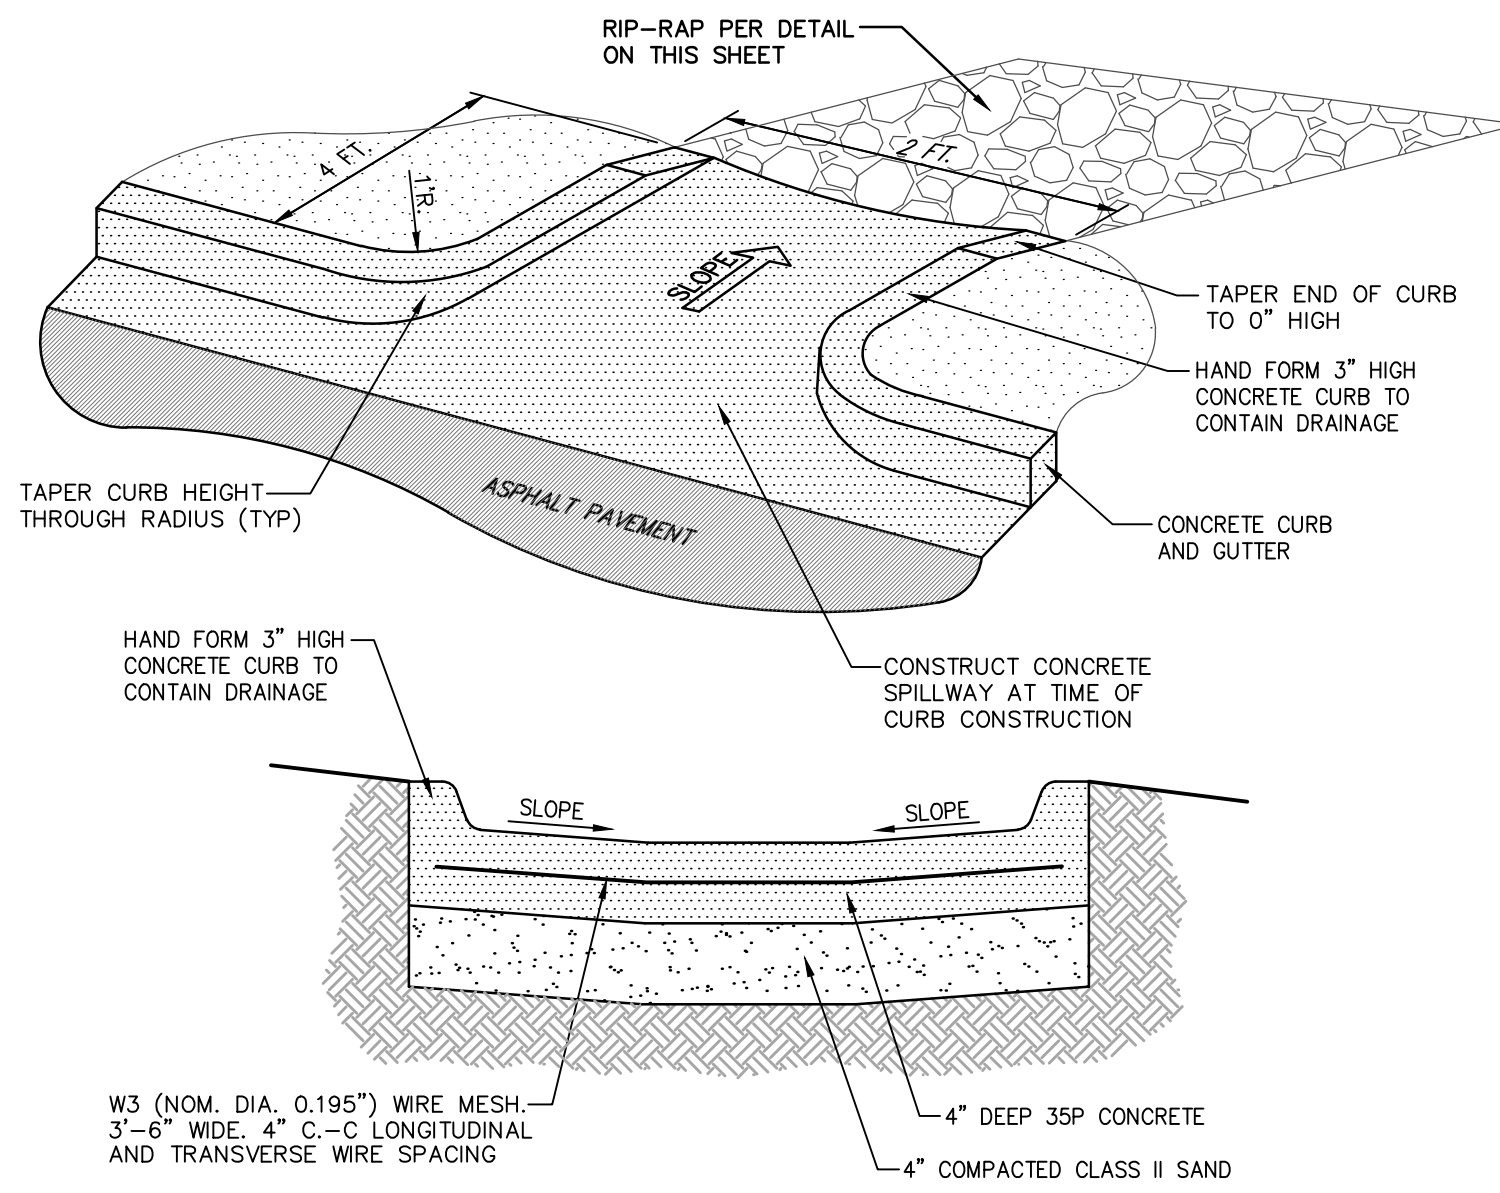 RIP-RAP PER DETAIL
ON THIS SHEET
4 FT.
1'R.
2 FT.
SLOPE
TAPER END OF CURB
TO 0" HIGH
HAND FORM 3" HIGH
CONCRETE CURB TO
CONTAIN DRAINAGE
TAPER CURB HEIGHT
THROUGH RADIUS (TYP)
ASPHALT PAVEMENT
CONCRETE CURB
AND GUTTER
HAND FORM 3" HIGH
CONCRETE CURB TO
CONTAIN DRAINAGE
CONSTRUCT CONCRETE
SPILLWAY AT TIME OF
CURB CONSTRUCTION
SLOPE
SLOPE
W3 (NOM. DIA. 0.195") WIRE MESH.
3'-6" WIDE. 4" C.-C LONGITUDINAL
AND TRANSVERSE WIRE SPACING
4" DEEP 35P CONCRETE
4" COMPACTED CLASS II SAND